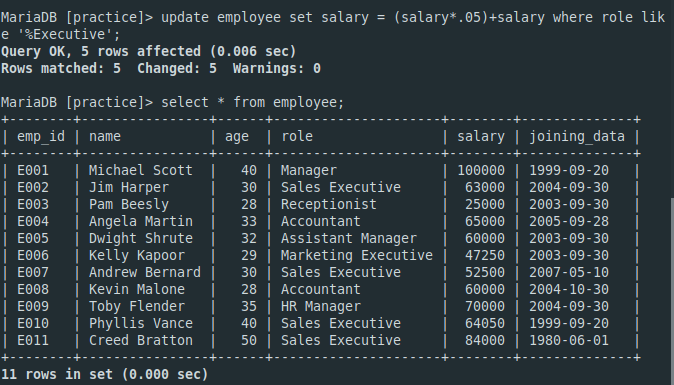 MariaDB [practice]> update employee set salary = (salary*.05)+salary where role lik
e '%Executive';
Query OK, 5 rows affected (0.006 sec)
Rows matched: 5  Changed: 5  Warnings: 0

MariaDB [practice]> select * from employee;
+--------+----------------+------+---------------------+--------+--------------+
| emp_id | name           | age  | role                | salary | joining_data |
+--------+----------------+------+---------------------+--------+--------------+
| E001   | Michael Scott  |   40 | Manager             | 100000 | 1999-09-20   |
| E002   | Jim Harper     |   30 | Sales Executive     |  63000 | 2004-09-30   |
| E003   | Pam Beesly     |   28 | Receptionist        |  25000 | 2003-09-30   |
| E004   | Angela Martin  |   33 | Accountant          |  65000 | 2005-09-28   |
| E005   | Dwight Shrute  |   32 | Assistant Manager   |  60000 | 2003-09-30   |
| E006   | Kelly Kapoor   |   29 | Marketing Executive |  47250 | 2003-09-30   |
| E007   | Andrew Bernard |   30 | Sales Executive     |  52500 | 2007-05-10   |
| E008   | Kevin Malone   |   28 | Accountant          |  60000 | 2004-10-30   |
| E009   | Toby Flender   |   35 | HR Manager          |  70000 | 2004-09-30   |
| E010   | Phyllis Vance  |   40 | Sales Executive     |  64050 | 1999-09-20   |
| E011   | Creed Bratton  |   50 | Sales Executive     |  84000 | 1980-06-01   |
+--------+----------------+------+---------------------+--------+--------------+
11 rows in set (0.000 sec)